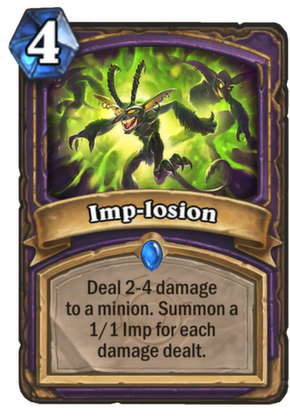 4
Imp-losion
Deal 2-4 damage
to a minion. Summon a
1/1 Imp for each
damage dealt.